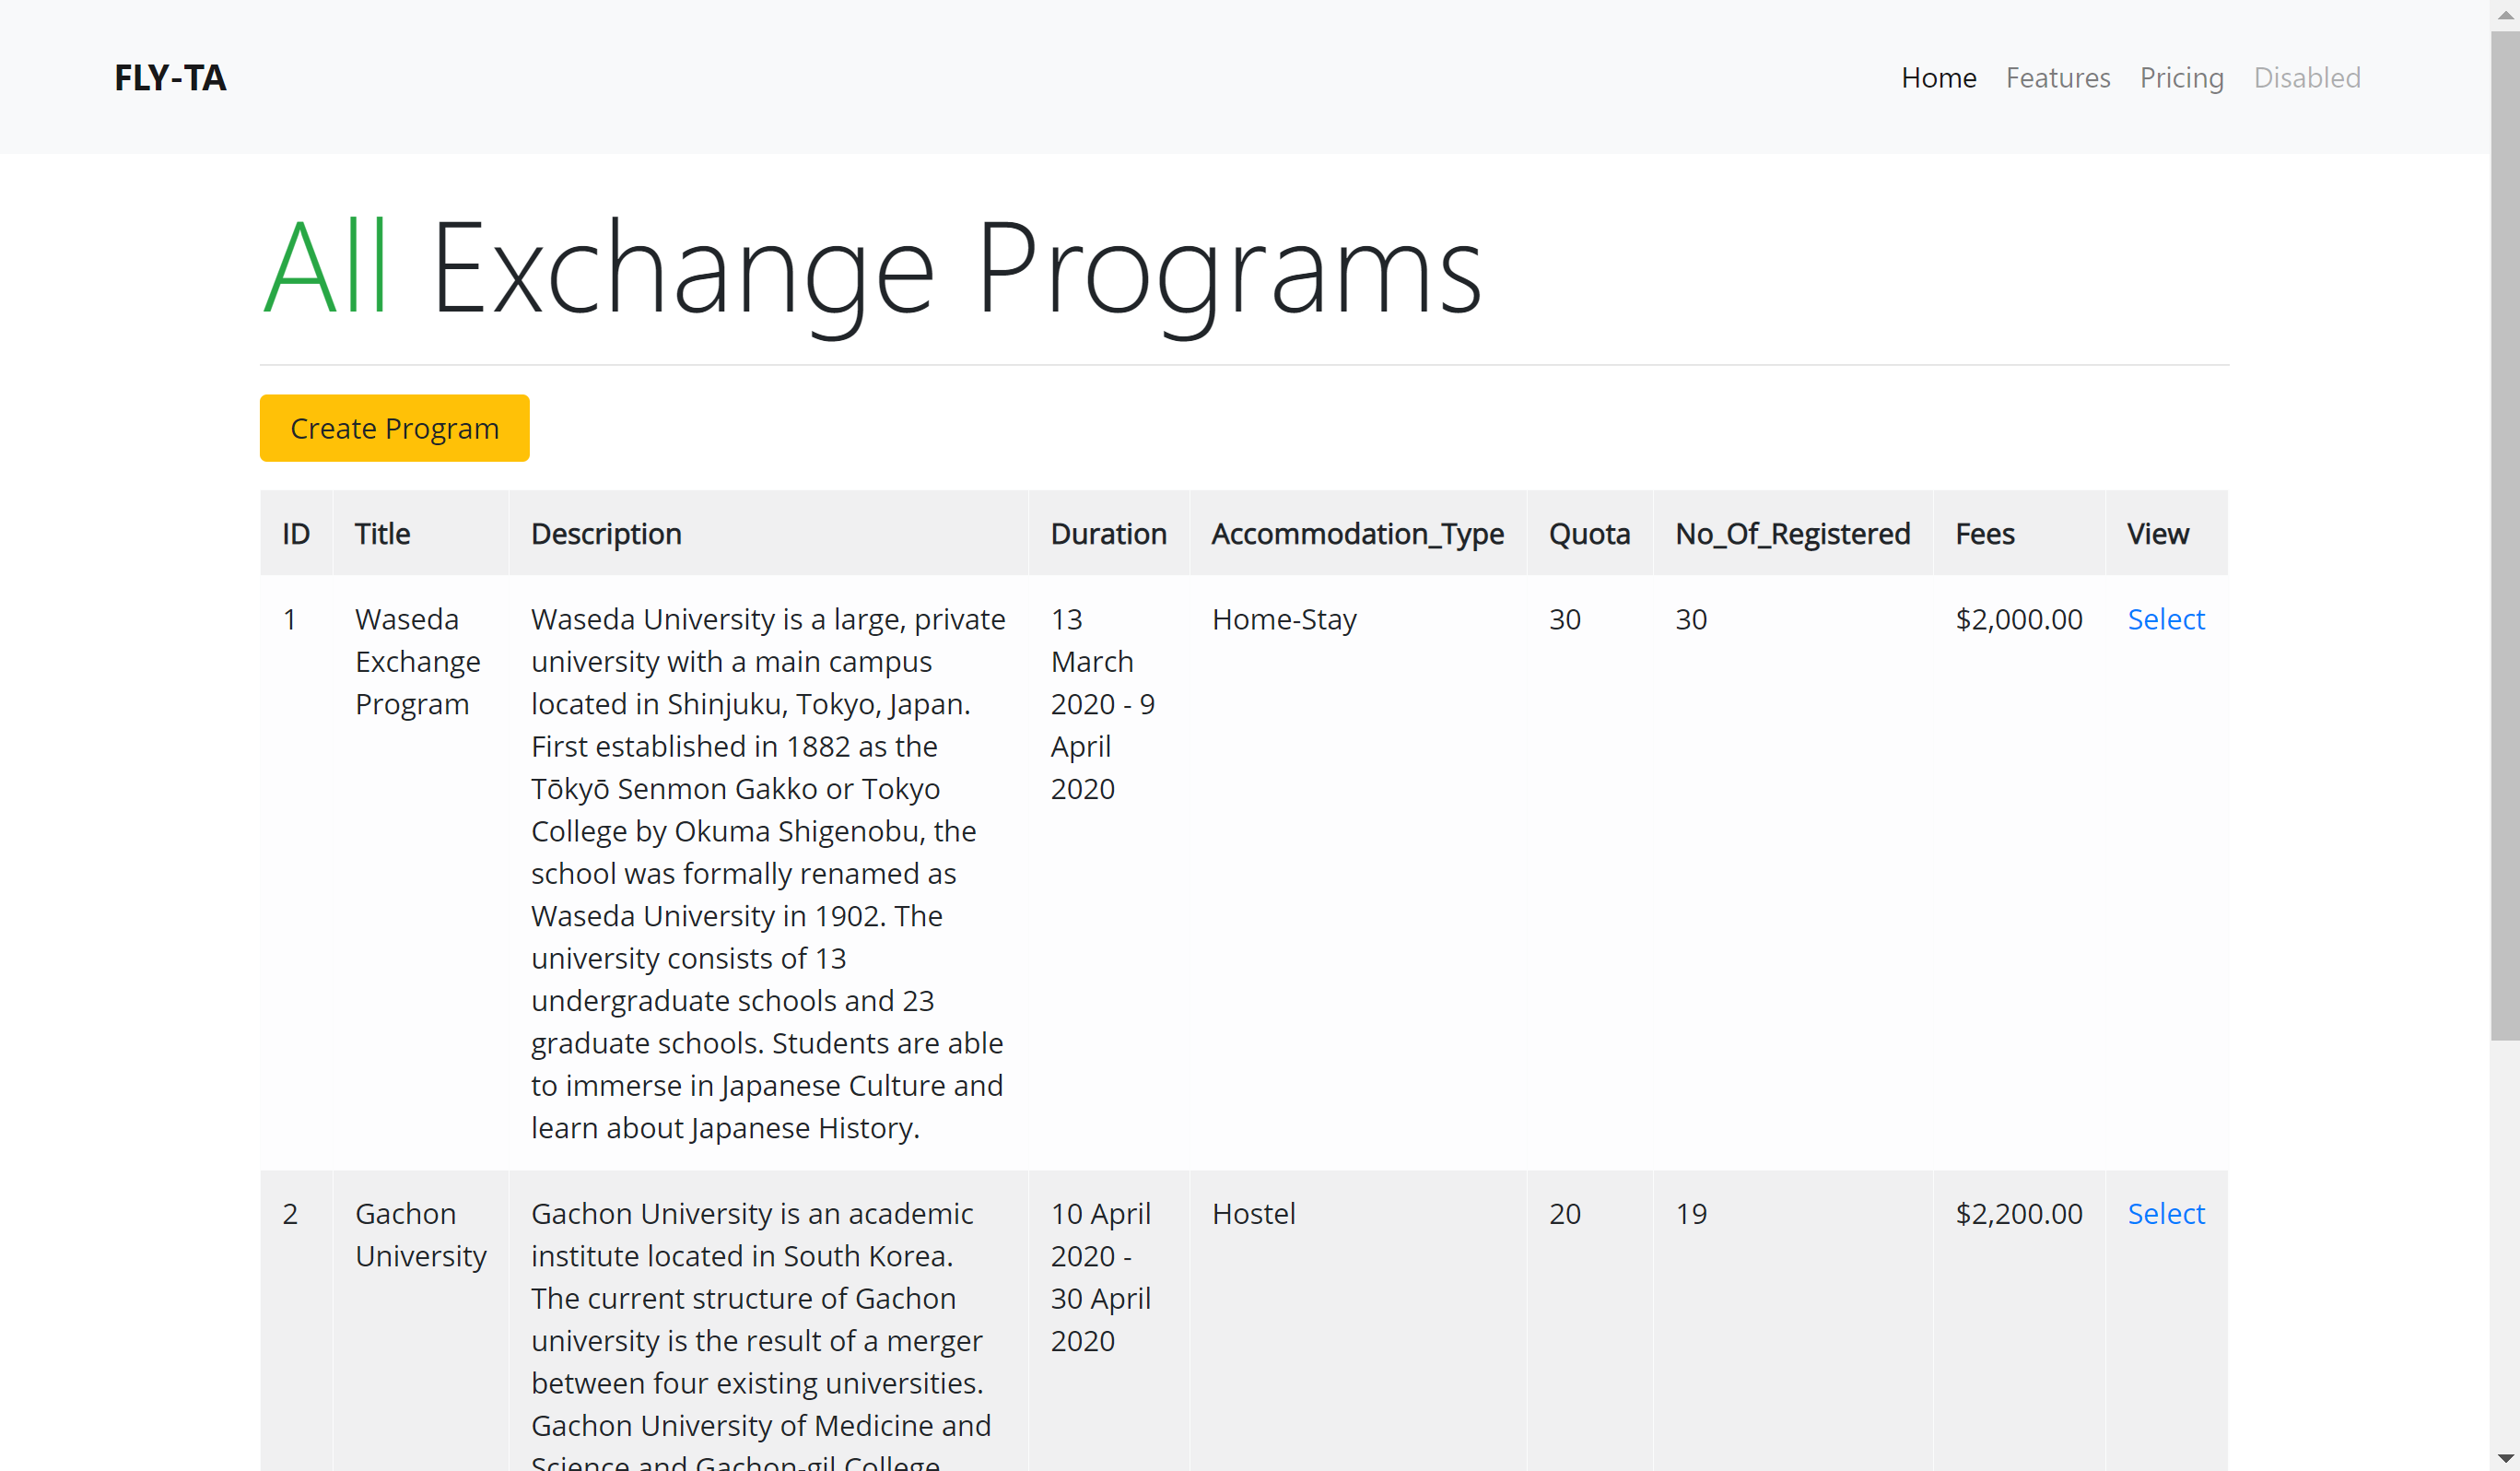 FLY-TA
Home Features Pricing Disabled
All Exchange Programs
Create Program
ID Title Description Duration Accommodation_Type Quota No_Of_Registered Fees View
1 Waseda Waseda University is a large, private 13 Home-Stay 30 30 $2,000.00 Select
Exchange university with a main campus March
Program located in Shinjuku, Tokyo, Japan. 2020 - 9
First established in 1882 as the April
Tōkyō Senmon Gakko or Tokyo 2020
College by Okuma Shigenobu, the
school was formally renamed as
Waseda University in 1902. The
university consists of 13
undergraduate schools and 23
graduate schools. Students are able
to immerse in Japanese Culture and
learn about Japanese History.
2 Gachon Gachon University is an academic 10 April Hostel 20 19 $2,200.00 Select
University institute located in South Korea. 2020 -
The current structure of Gachon 30 April
university is the result of a merger 2020
between four existing universities.
Gachon University of Medicine and
Science and Gachon-gil College